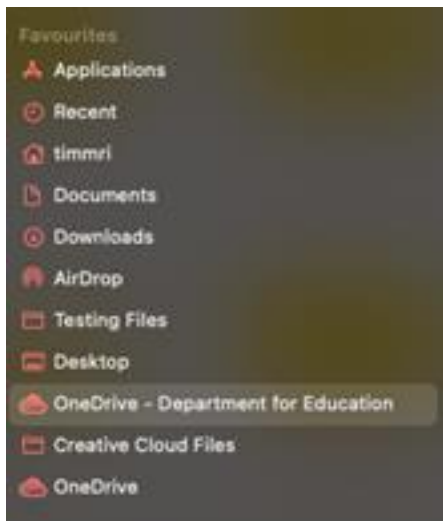 Favourites
Applications
Recent
timmri
Documents
Downloads
AirDrop
Testing Files
Desktop
OneDrive - Department for Education
Creative Cloud Files
OneDrive